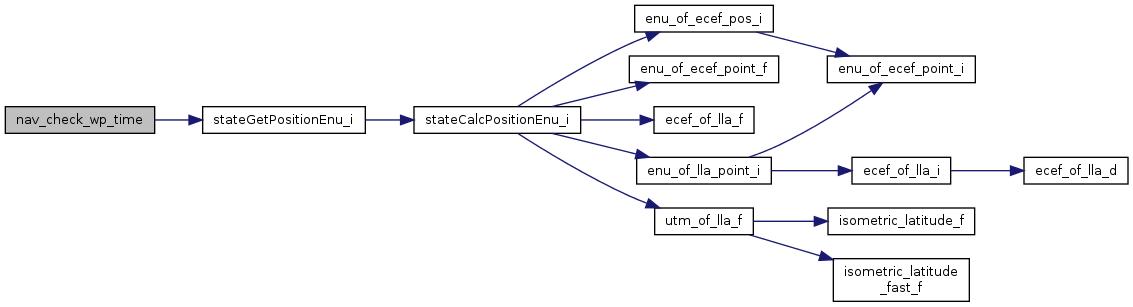 enu_of_ecef_pos_i
enu_of_ecef_point_f
enu_of_ecef_point_i
nav_check_wp_time
stateGetPositionEnu_i
stateCalcPositionEnu_i
ecef_of_lla_f
enu_of_lla_point_i
ecef_of_lla_i
ecef_of_lla_d
utm_of_lla_f
isometric_latitude_f
isometric_latitude
_fast_f